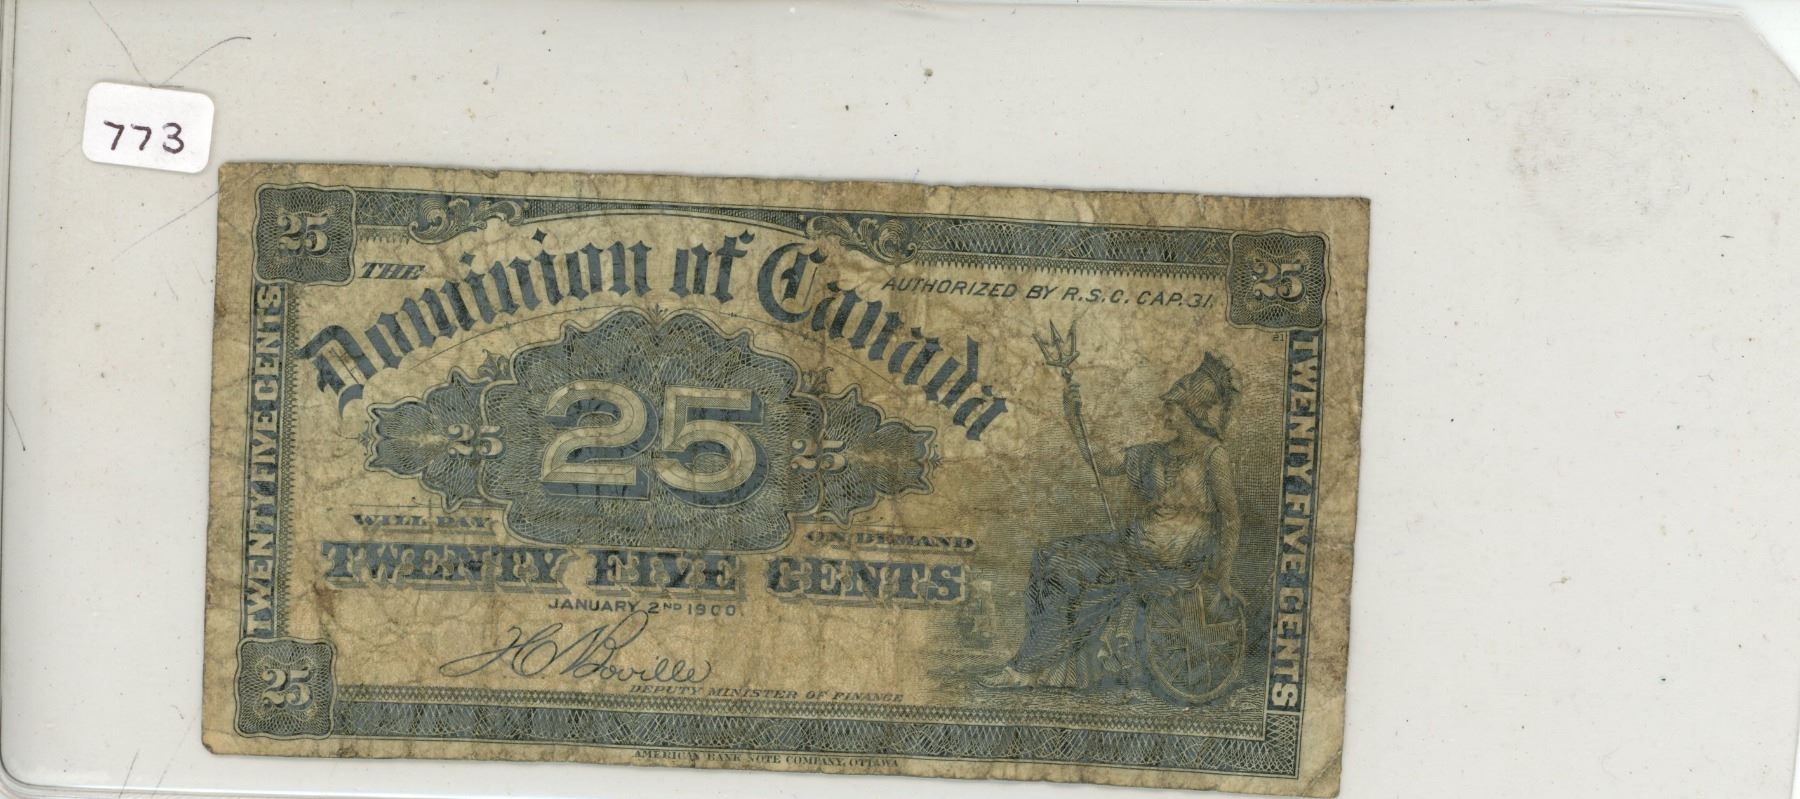 773
25
25
THE
Dominion of Canada
AUTHORIZED BY R.S.C. CAP. 31.
21
TWENTY FIVE CENTS
TWENTY FIVE CENTS
25
25
25
WILL PAY
ON DEMAND
TWENTY FIVE CENTS
JANUARY 2ND 1900.
T C Boville
DEPUTY MINISTER OF FINANCE
25
AMERICAN BANK NOTE COMPANY, OTTAWA